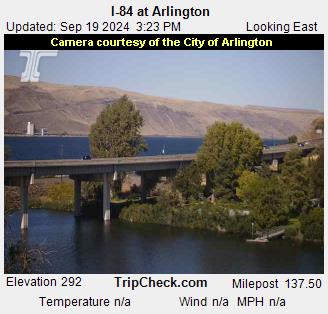 I-84 at Arlington
Updated: Sep 19 2024 3:23 PM Looking East
Camera courtesy of the City of Arlington
Elevation 292 TripCheck.com Milepost 137.50
Temperature n/a Wind n/a MPH n/a